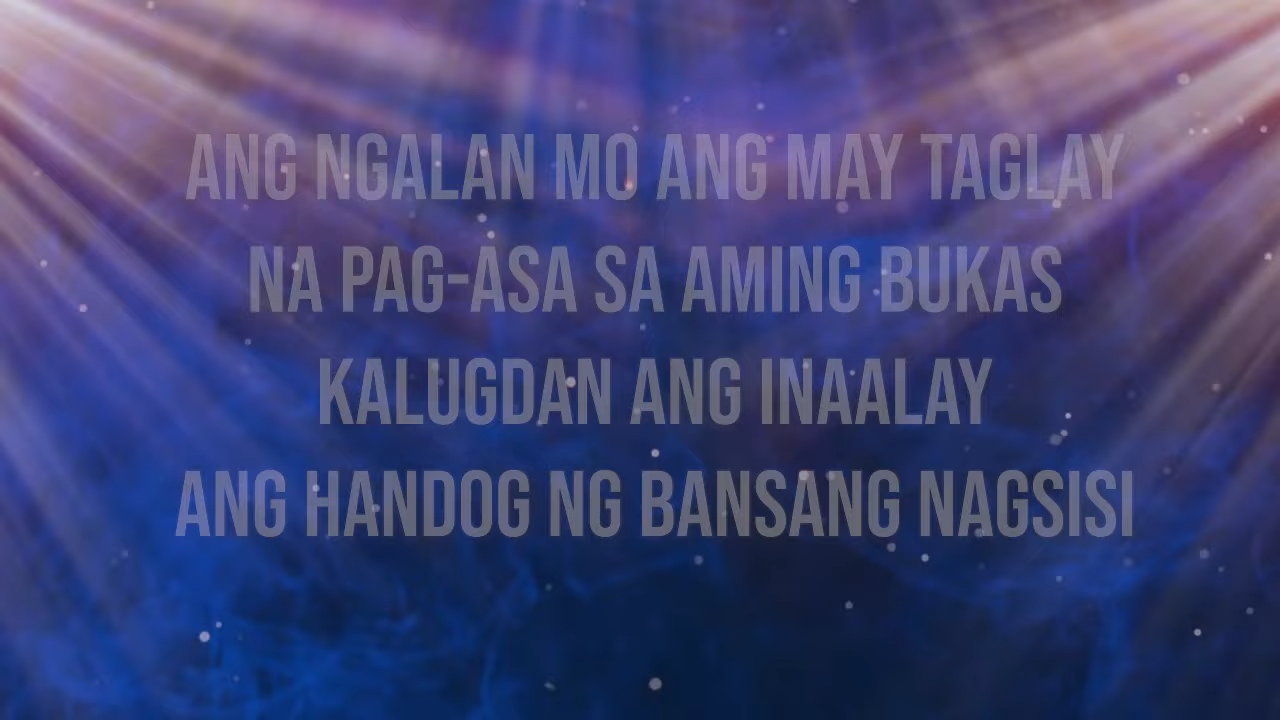 ANG NGALAN MO ANG MAY TAGLAY
NA PAG-ASA SA AMING BUKAS
KALUGDAN ANG INAALAY
ANG HANDOG NG BANSANG NAGSISI